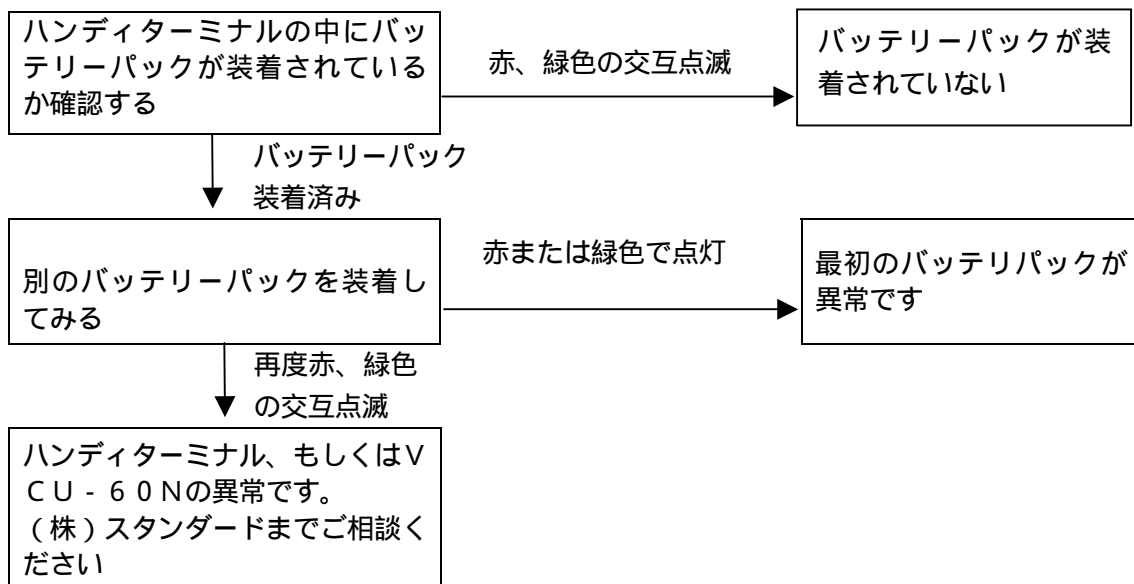 ハンディターミナルの中にバッ
テリーパックが装着されている
か確認する
赤、緑色の交互点滅
バッテリーパックが装
着されていない
バッテリーパック
装着済み
別のバッテリーパックを装着し
てみる
赤または緑色で点灯
最初のバッテリパックが
異常です
再度赤、緑色
の交互点滅
ハンディターミナル、もしくはＶ
ＣＵ‐６０Ｎの異常です。
（株）スタンダードまでご相談く
ださい